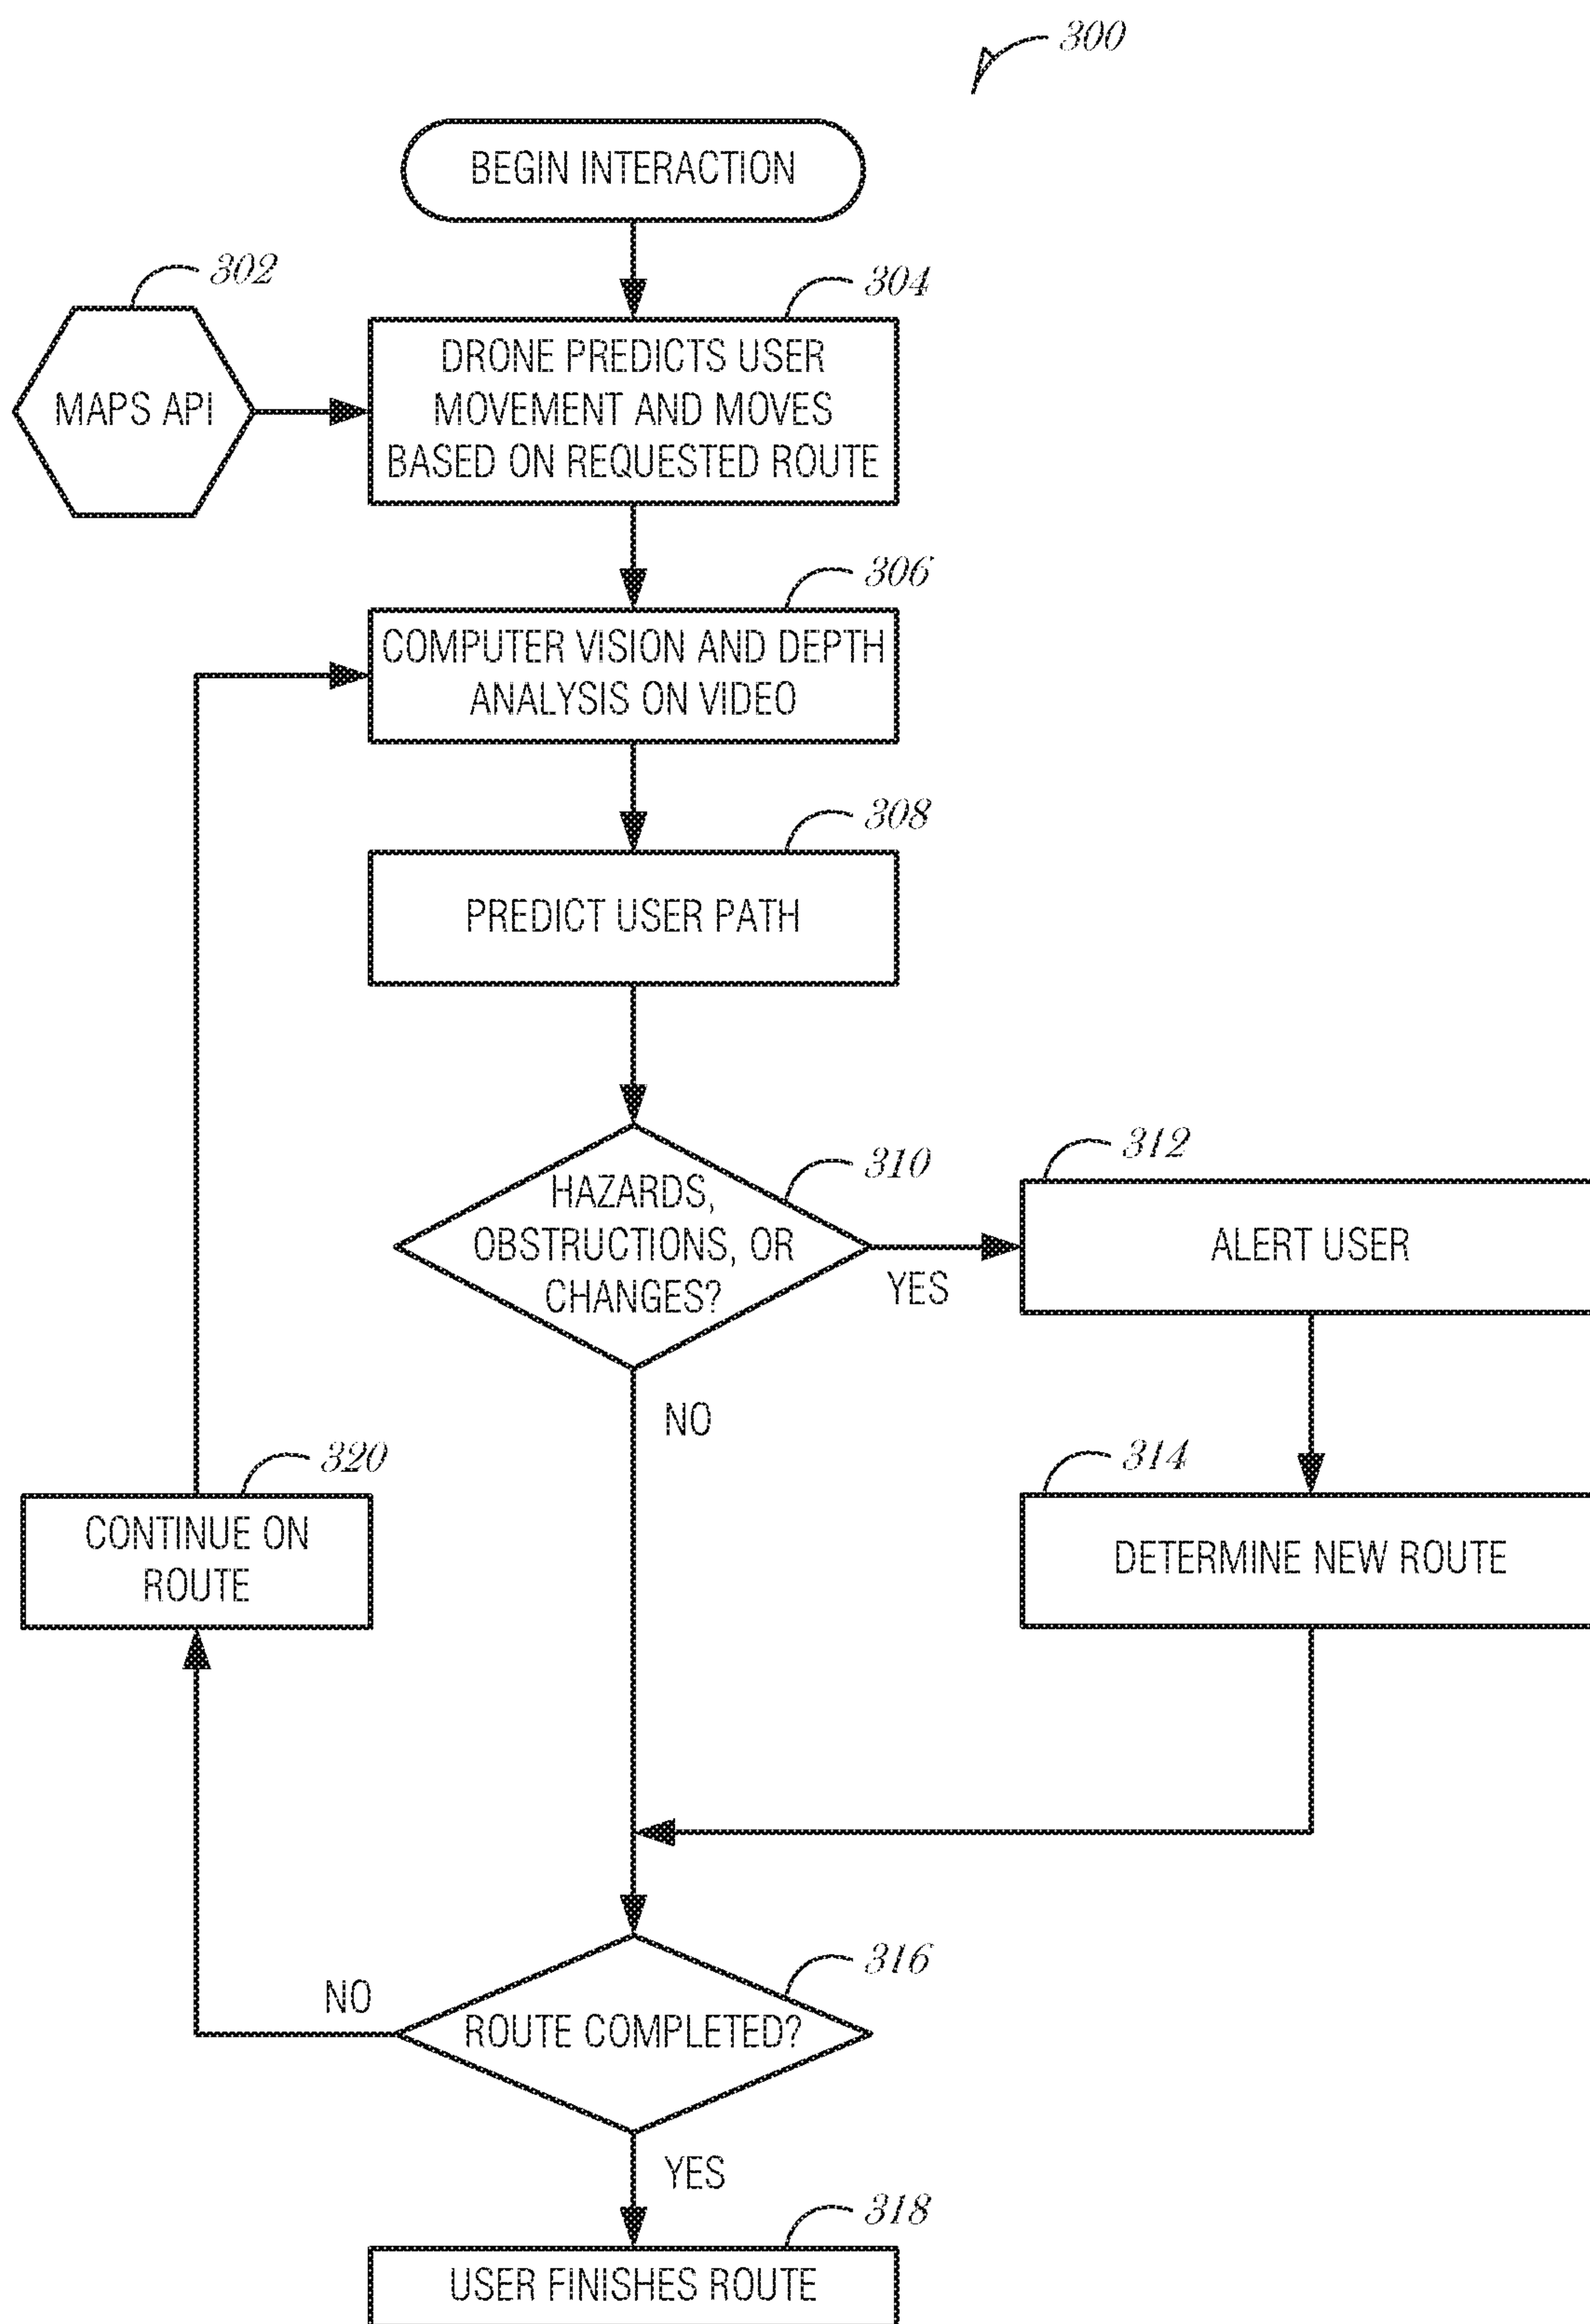 300
BEGIN INTERACTION
302
304
MAPS API
DRONE PREDICTS USER
MOVEMENT AND MOVES
BASED ON REQUESTED ROUTE
306
COMPUTER VISION AND DEPTH
ANALYSIS ON VIDEO
308
PREDICT USER PATH
310
HAZARDS,
OBSTRUCTIONS, OR
CHANGES?
YES
312
ALERT USER
NO
314
DETERMINE NEW ROUTE
320
CONTINUE ON
ROUTE
316
ROUTE COMPLETED?
NO
YES
318
USER FINISHES ROUTE